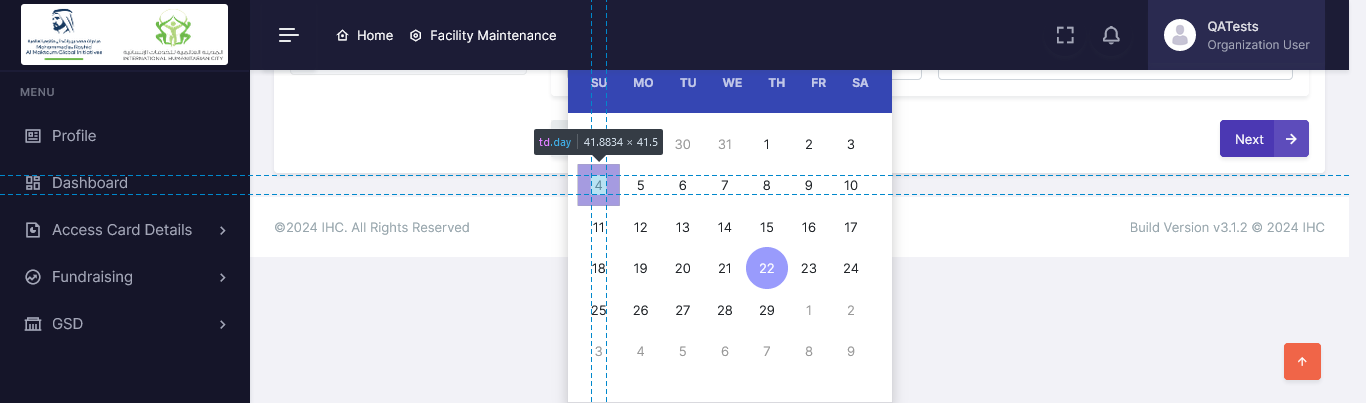 Mohammed bin Rashid
Al Maktoum Global Initiatives
المدينة العالمية للخدمات الإنسانية
INTERNATIONAL HUMANITARIAN CITY
Home
Facility Maintenance
QATests
Organization User
MENU
Profile
Dashboard
Access Card Details
Fundraising
GSD
SU MO TU WE TH FR SA
td.day 41.8834 × 41.5
30 31 1 2 3
4 5 6 7 8 9 10
11 12 13 14 15 16 17
18 19 20 21 22 23 24
25 26 27 28 29 1 2
3 4 5 6 7 8 9
Next
©2024 IHC. All Rights Reserved
Build Version v3.1.2 © 2024 IHC